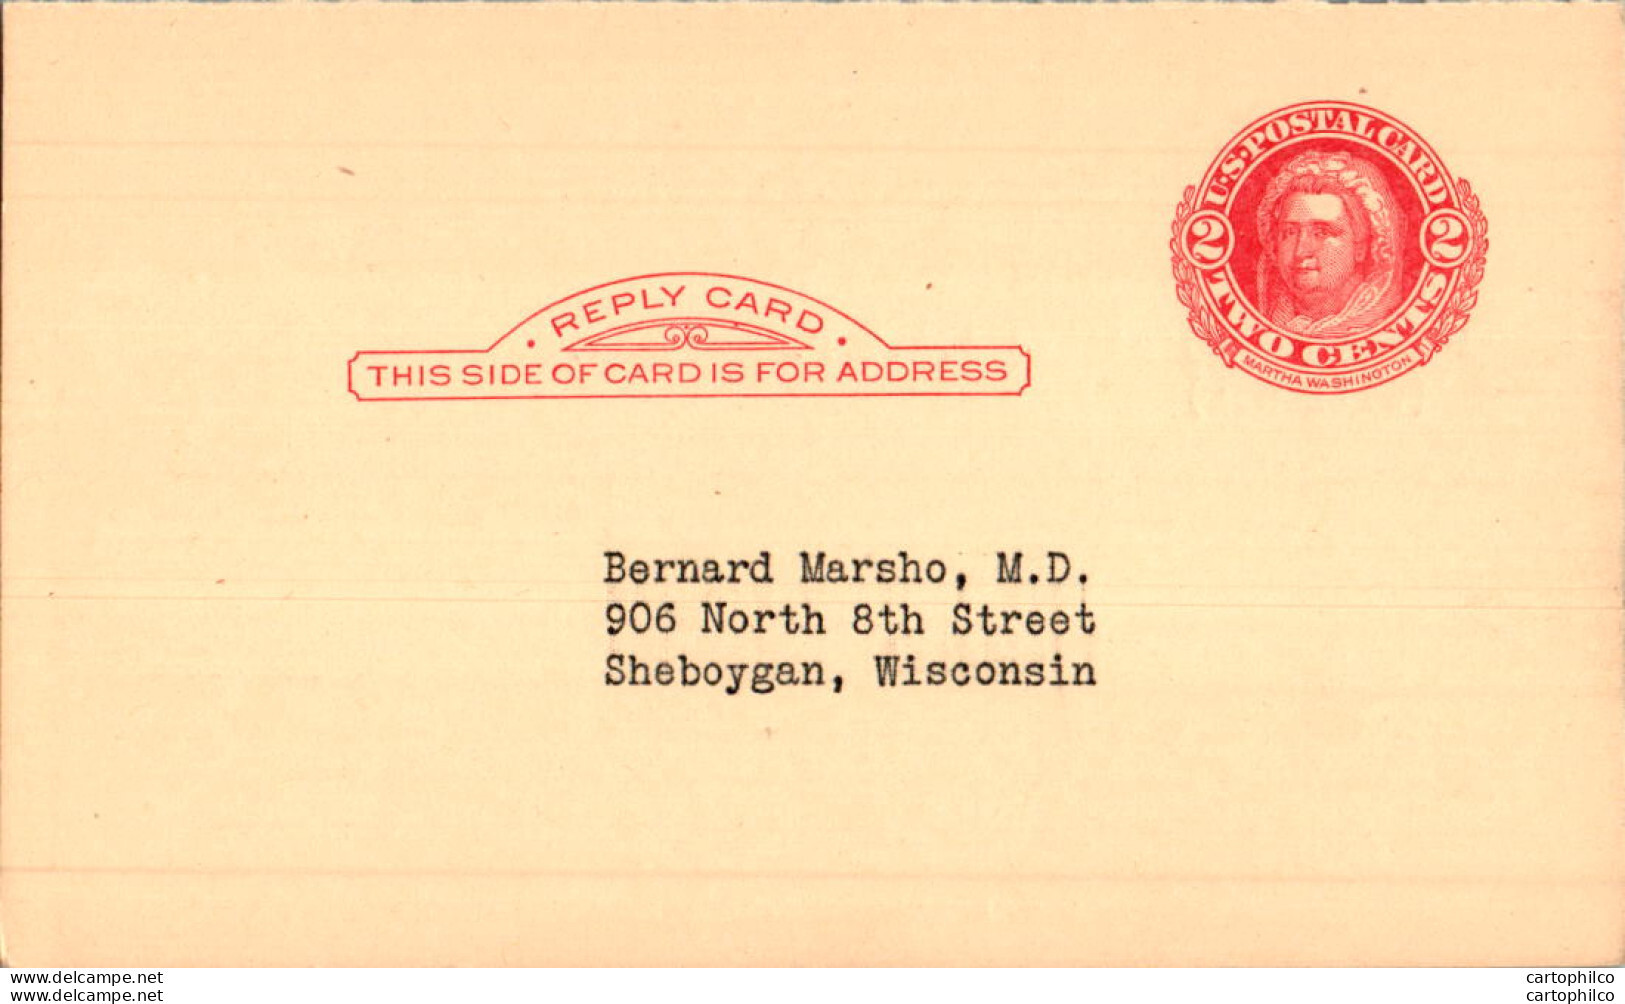 U.S. POSTAL CARD
2 2
TWO CENTS
MARTHA WASHINGTON
REPLY CARD
THIS SIDE OF CARD IS FOR ADDRESS
Bernard Marsho, M.D.
906 North 8th Street
Sheboygan, Wisconsin
www.delcampe.net
cartophilco
www.delcampe.net
cartophilco